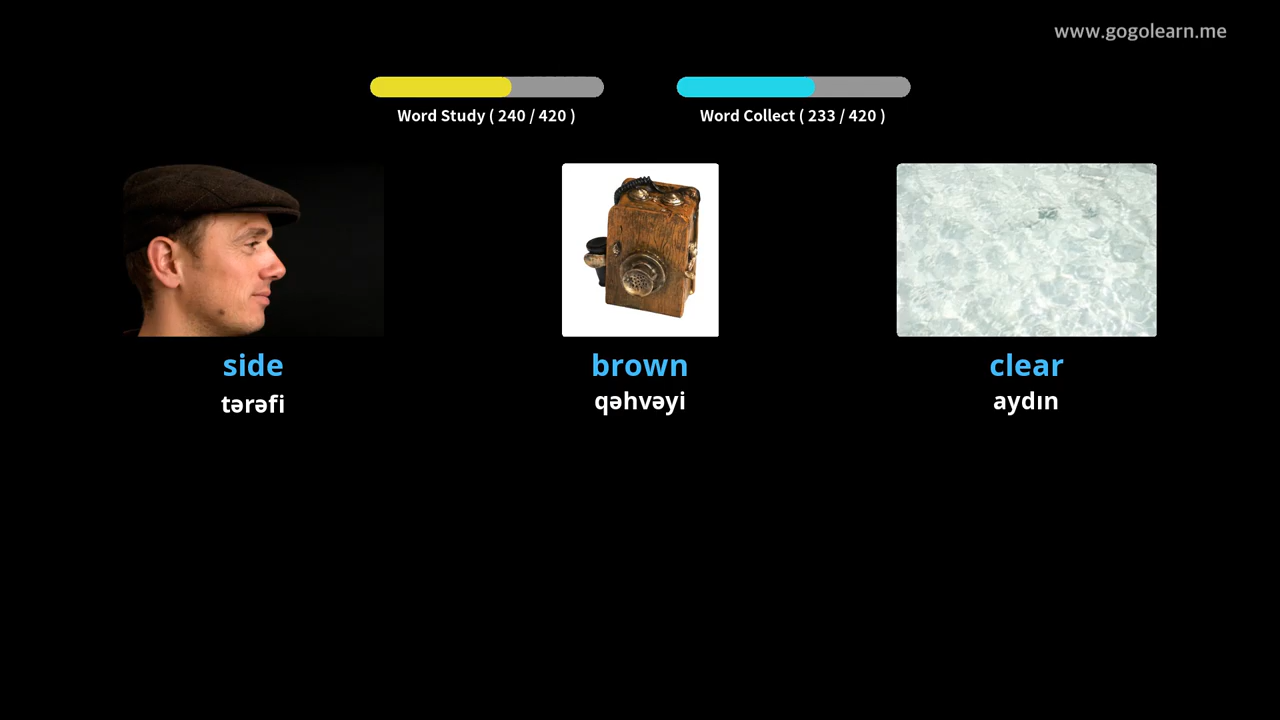 www.gogolearn.me
Word Study ( 240 / 420 )
Word Collect ( 233 / 420 )
side
tərəfi
brown
qəhvəyi
clear
aydın